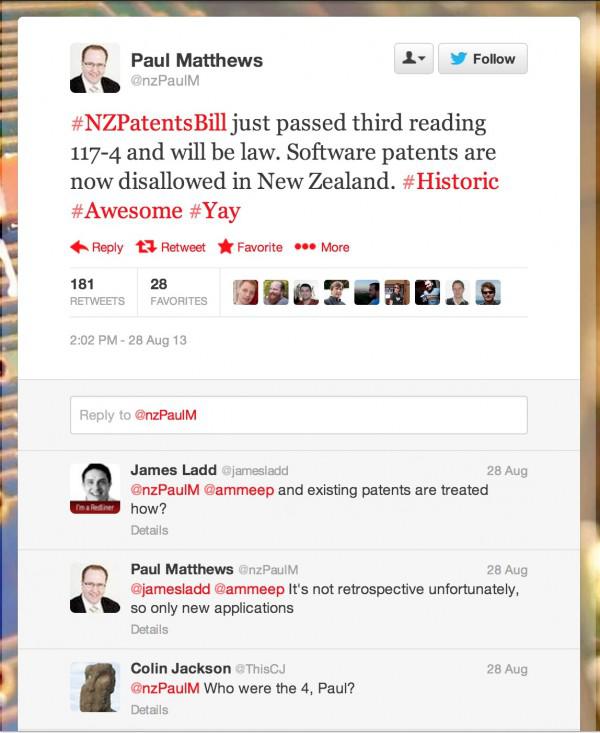 Paul Matthews
@nzPaulM
Follow
#NZPatentsBill just passed third reading
117-4 and will be law. Software patents are
now disallowed in New Zealand. #Historic
#Awesome #Yay
Reply Retweet Favorite More
181
RETWEETS
28
FAVORITES
2:02 PM - 28 Aug 13
Reply to @nzPaulM
James Ladd @jamesladd 28 Aug
@nzPaulM @ammeep and existing patents are treated
how?
I'm a Redliner
Details
Paul Matthews @nzPaulM 28 Aug
@jamesladd @ammeep It's not retrospective unfortunately,
so only new applications
Details
Colin Jackson @ThisCJ 28 Aug
@nzPaulM Who were the 4, Paul?
Details